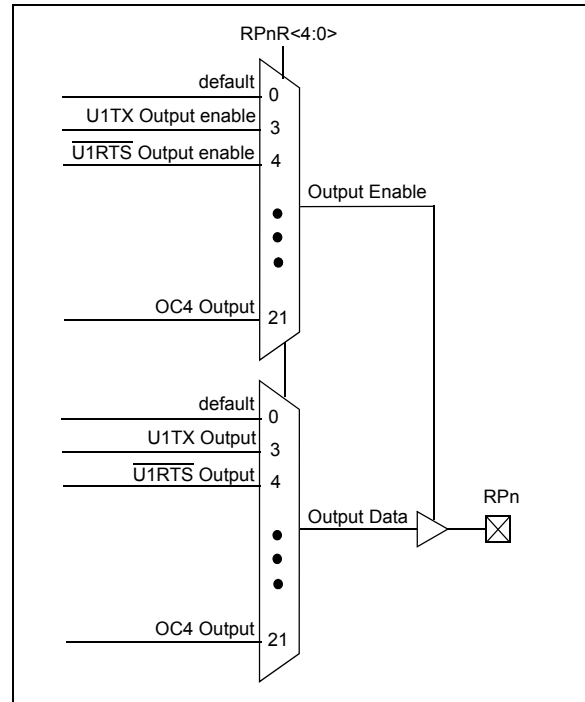 RPnR<4:0>
default
0
U1TX Output enable
3
U1RTS Output enable
4
Output Enable
OC4 Output
21
default
0
U1TX Output
3
U1RTS Output
4
RPn
Output Data
OC4 Output
21